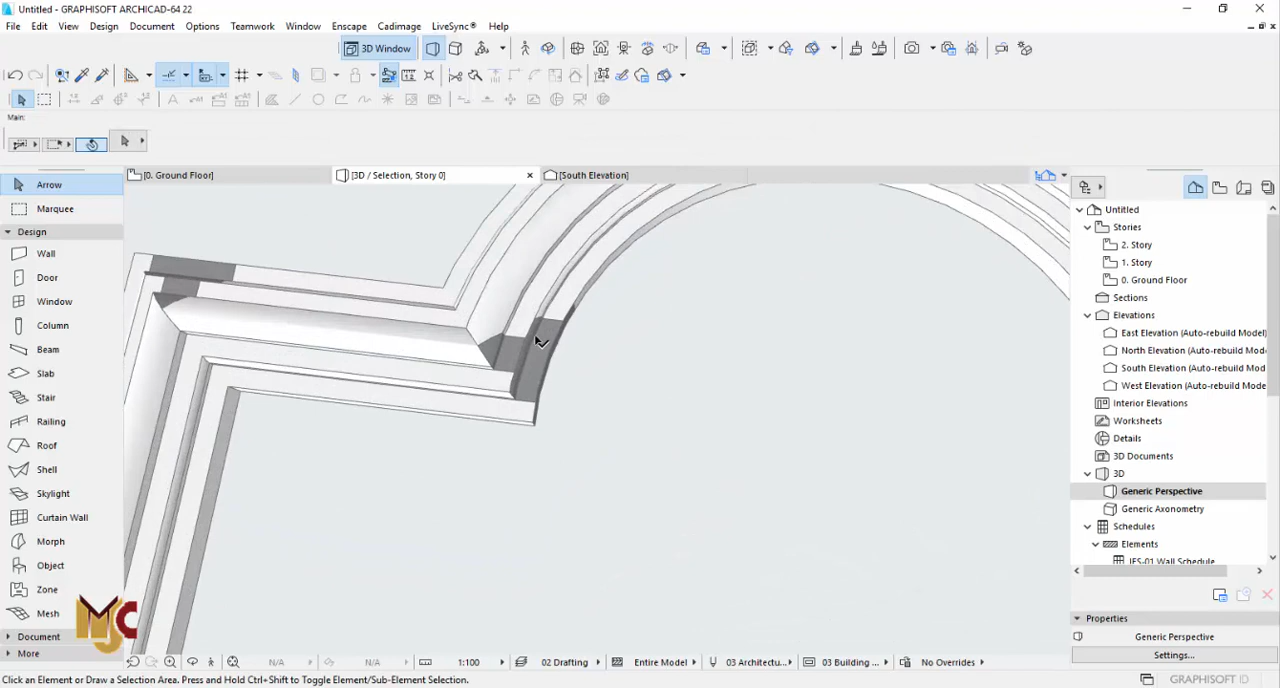 Untitled - GRAPHISOFT ARCHICAD-64 22
File Edit View Design Document Options Teamwork Window Enscape Cadimage LiveSync® Help
3D Window
Main:
[0. Ground Floor] [3D / Selection, Story 0] [South Elevation]
Arrow
Marquee
Design
Wall
Door
Window
Column
Beam
Slab
Stair
Railing
Roof
Shell
Skylight
Curtain Wall
Morph
Object
Zone
Mesh
Document
More
MJC
Untitled
Stories
2. Story
1. Story
0. Ground Floor
Sections
Elevations
East Elevation (Auto-rebuild Model)
North Elevation (Auto-rebuild Model)
South Elevation (Auto-rebuild Mod
West Elevation (Auto-rebuild Mode
Interior Elevations
Worksheets
Details
3D Documents
3D
Generic Perspective
Generic Axonometry
Schedules
Elements
IES-01 Wall Schedule
Properties
Generic Perspective
Settings...
N/A N/A 1:100 02 Drafting Entire Model 03 Architectu... 03 Building ... No Overrides
Click an Element or Draw a Selection Area. Press and Hold Ctrl+Shift to Toggle Element/Sub-Element Selection.
GRAPHISOFT ID